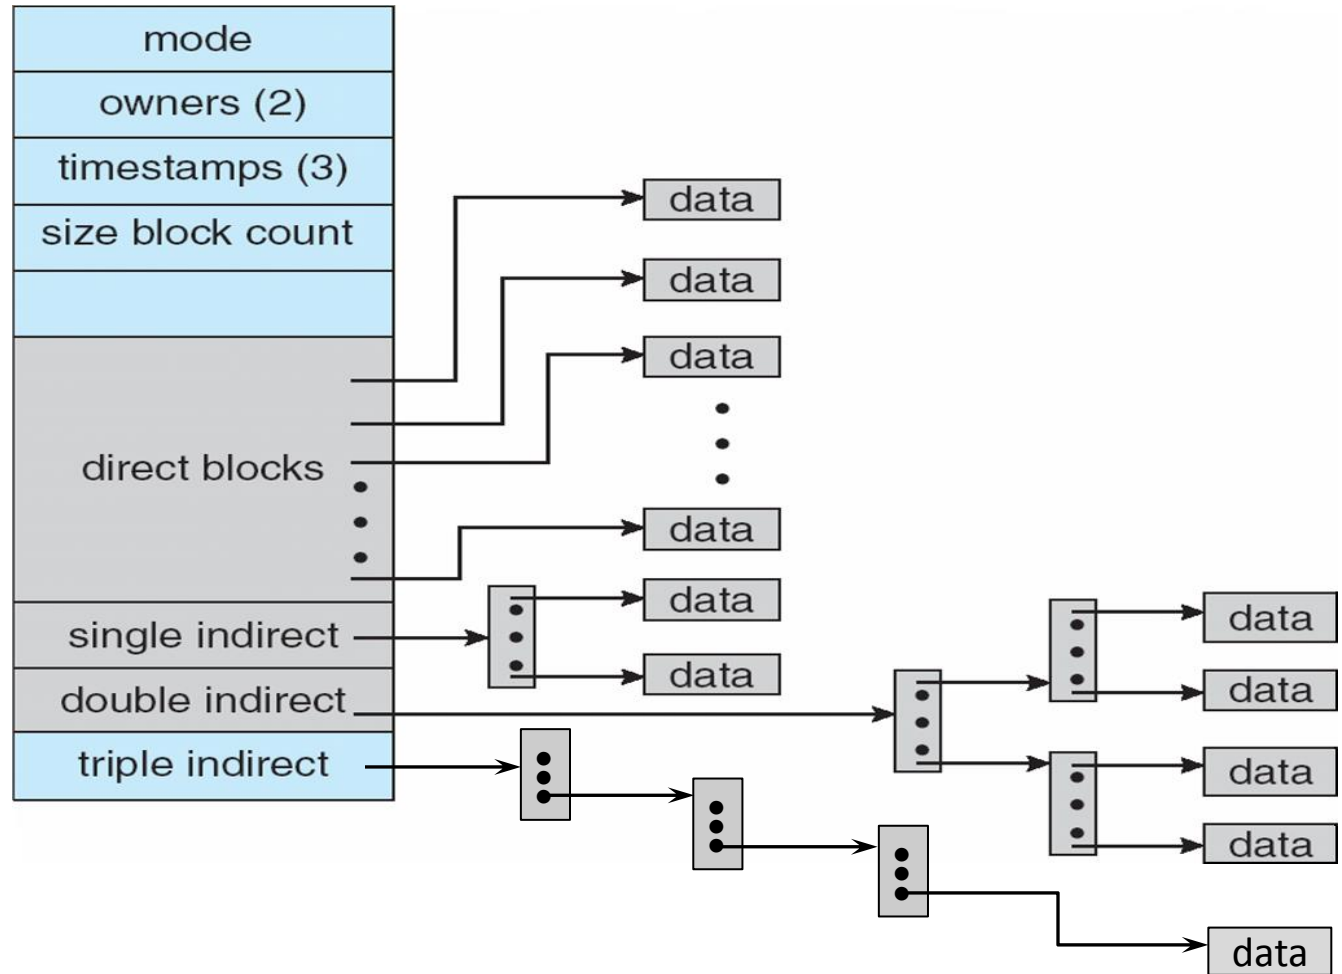 mode
owners (2)
timestamps (3)
size block count
data
data
data
direct blocks
data
data
single indirect
data
data
double indirect
data
data
triple indirect
data
data